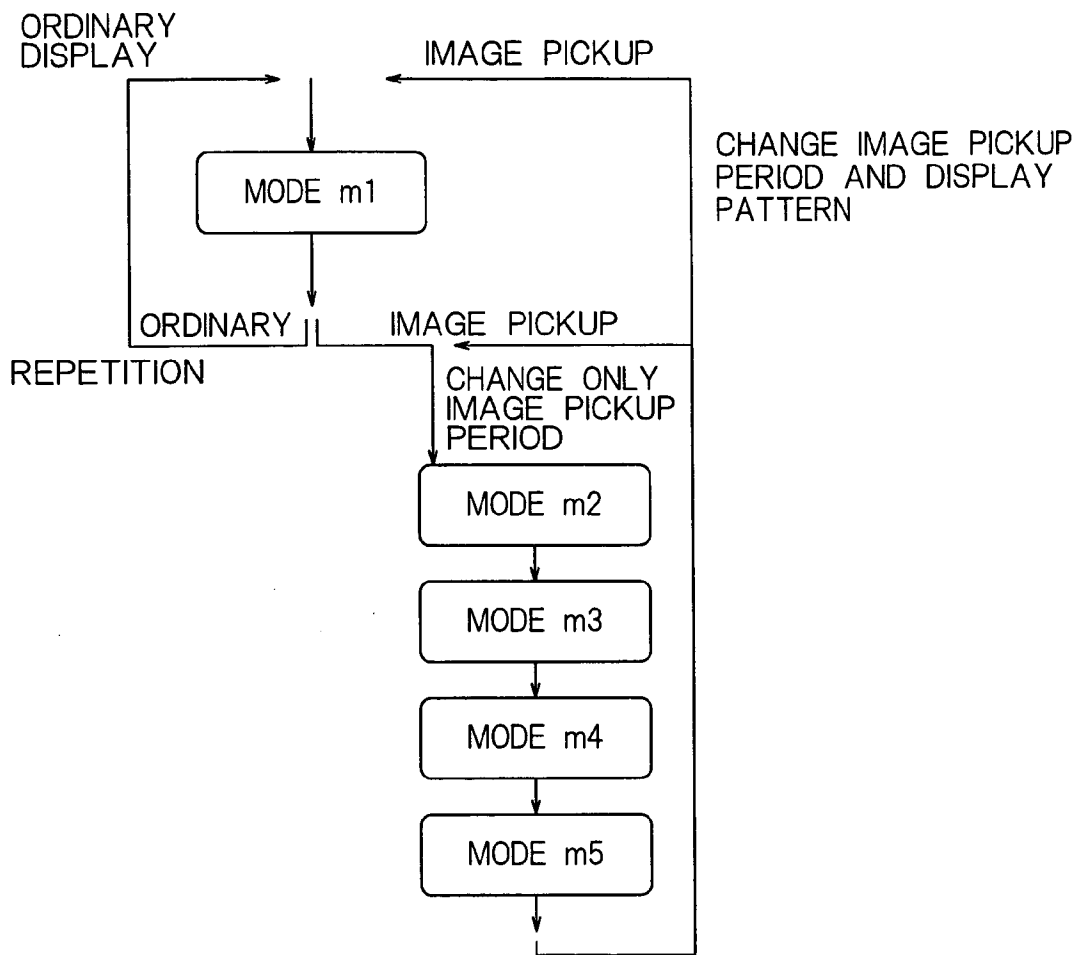 ORDINARY
DISPLAY
IMAGE PICKUP
CHANGE IMAGE PICKUP
PERIOD AND DISPLAY
PATTERN
MODE m1
ORDINARY
IMAGE PICKUP
REPETITION
CHANGE ONLY
IMAGE PICKUP
PERIOD
MODE m2
MODE m3
MODE m4
MODE m5